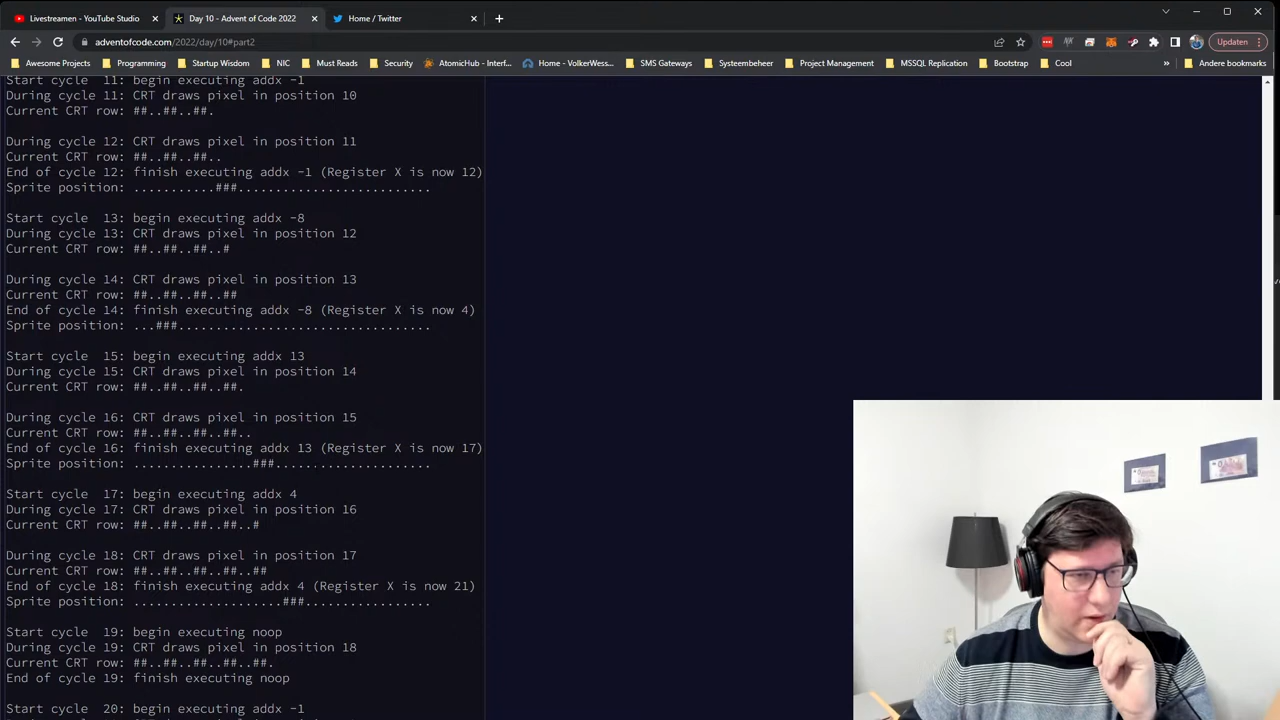 Livestreamen - YouTube Studio
Day 10 - Advent of Code 2022
Home / Twitter
adventofcode.com/2022/day/10#part2
Updaten
Awesome Projects
Programming
Startup Wisdom
NIC
Must Reads
Security
AtomicHub - Interf...
Home - VolkerWess...
SMS Gateways
Systeembeheer
Project Management
MSSQL Replication
Bootstrap
Cool
»
Andere bookmarks
Start cycle  11: begin executing addx -1
During cycle 11: CRT draws pixel in position 10
Current CRT row: ##..##..##.
During cycle 12: CRT draws pixel in position 11
Current CRT row: ##..##..##..
End of cycle 12: finish executing addx -1 (Register X is now 12)
Sprite position: ...........###..........................
Start cycle  13: begin executing addx -8
During cycle 13: CRT draws pixel in position 12
Current CRT row: ##..##..##..#
During cycle 14: CRT draws pixel in position 13
Current CRT row: ##..##..##..##
End of cycle 14: finish executing addx -8 (Register X is now 4)
Sprite position: ...###..................................
Start cycle  15: begin executing addx 13
During cycle 15: CRT draws pixel in position 14
Current CRT row: ##..##..##..##.
During cycle 16: CRT draws pixel in position 15
Current CRT row: ##..##..##..##..
End of cycle 16: finish executing addx 13 (Register X is now 17)
Sprite position: ................###.....................
Start cycle  17: begin executing addx 4
During cycle 17: CRT draws pixel in position 16
Current CRT row: ##..##..##..##..#
During cycle 18: CRT draws pixel in position 17
Current CRT row: ##..##..##..##..##
End of cycle 18: finish executing addx 4 (Register X is now 21)
Sprite position: ....................###.................
Start cycle  19: begin executing noop
During cycle 19: CRT draws pixel in position 18
Current CRT row: ##..##..##..##..##.
End of cycle 19: finish executing noop
Start cycle  20: begin executing addx -1